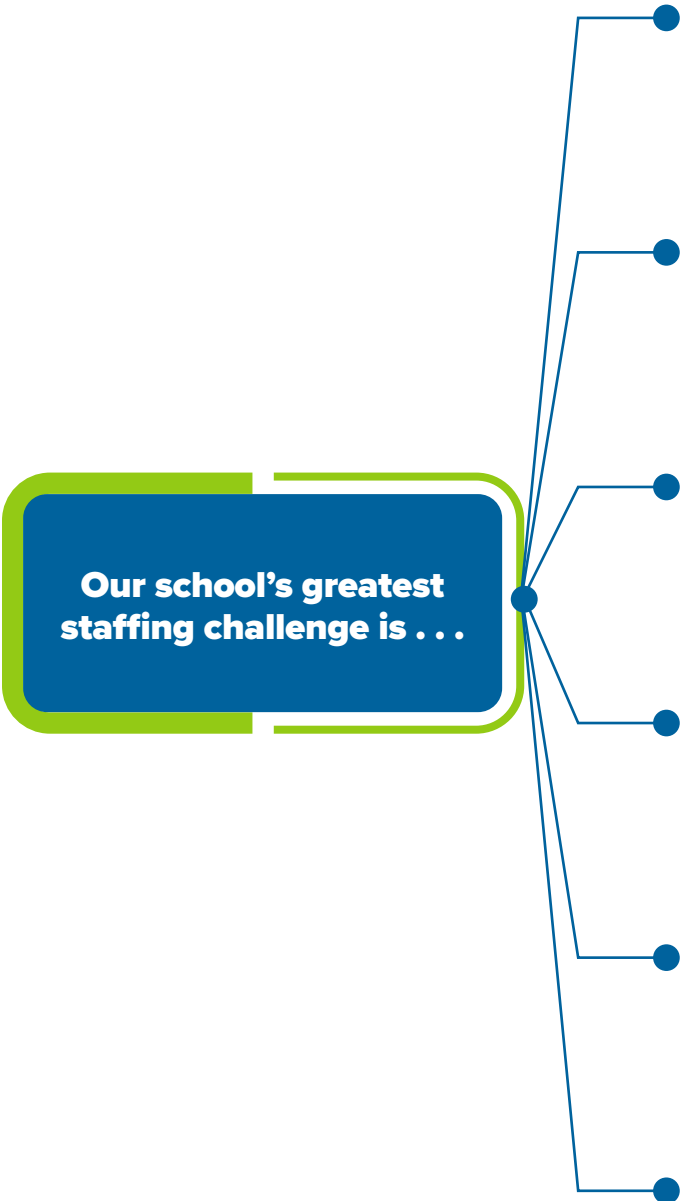 Our school’s greatest
staffing challenge is . . .